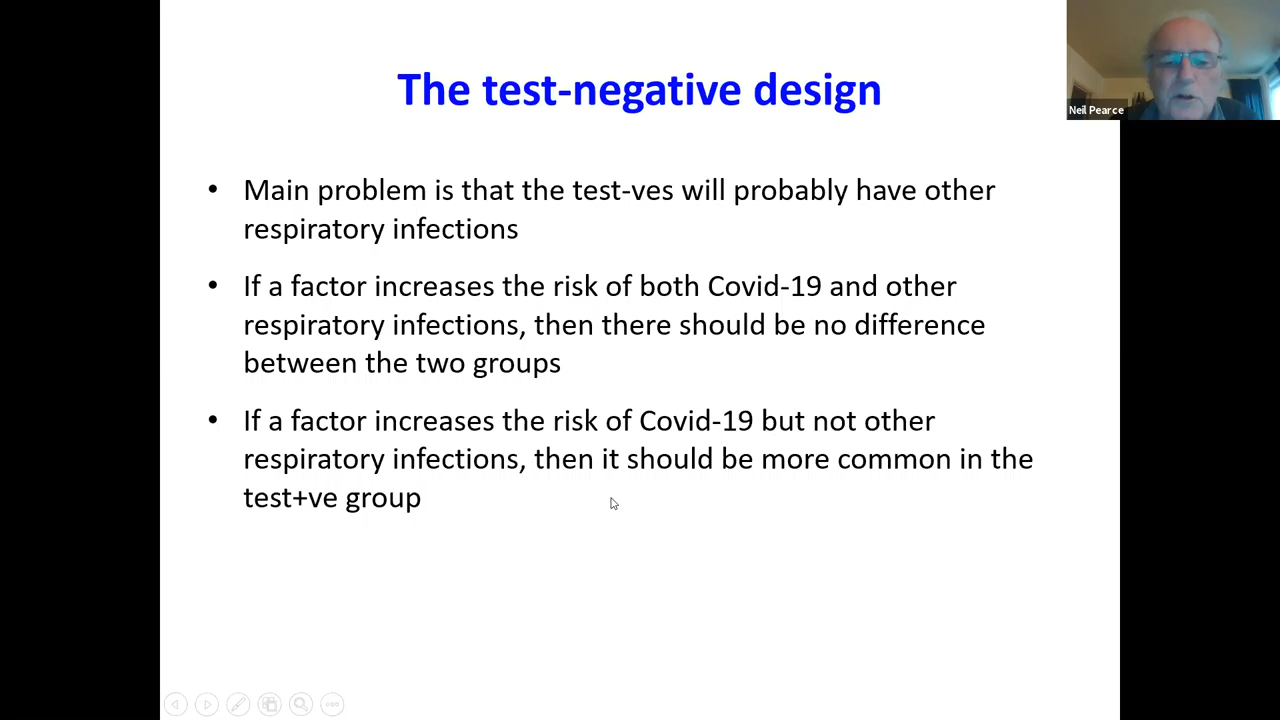 The test-negative design
Neil Pearce
• Main problem is that the test-ves will probably have other
respiratory infections
• If a factor increases the risk of both Covid-19 and other
respiratory infections, then there should be no difference
between the two groups
• If a factor increases the risk of Covid-19 but not other
respiratory infections, then it should be more common in the
test+ve group